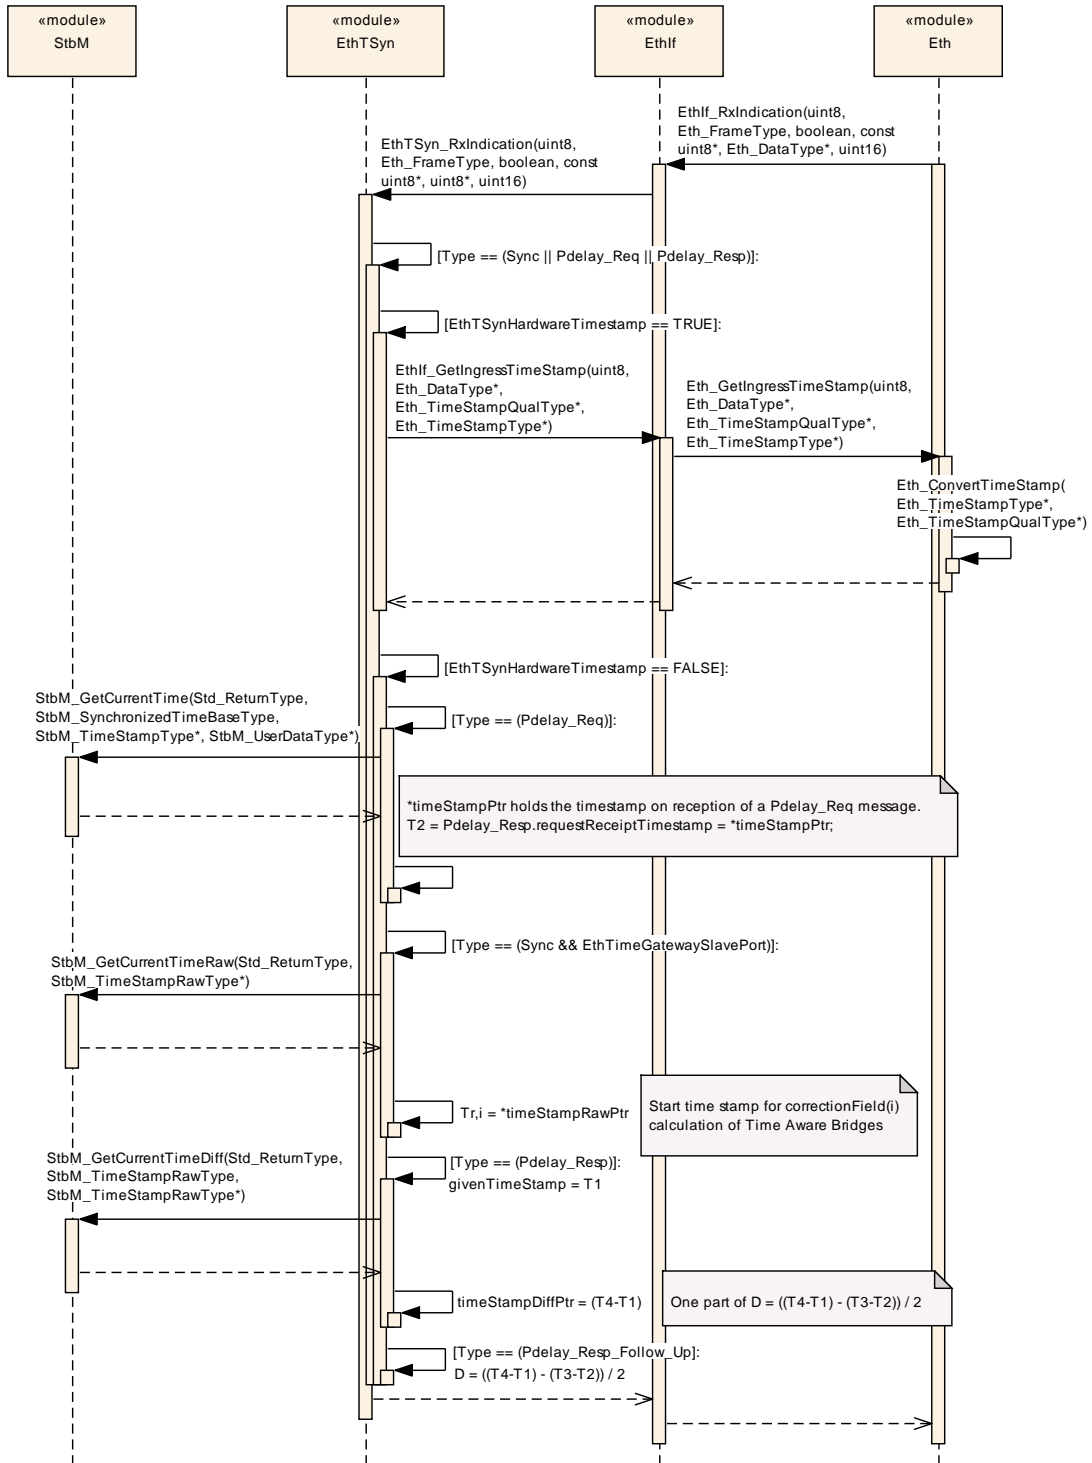 «module»
StbM
«module»
EthTSyn
«module»
EthIf
«module»
Eth
EthIf_RxIndication(uint8,
Eth_FrameType, boolean, const
uint8*, Eth_DataType*, uint16)
EthTSyn_RxIndication(uint8,
Eth_FrameType, boolean, const
uint8*, uint8*, uint16)
[Type == (Sync || Pdelay_Req || Pdelay_Resp)]:
[EthTSynHardwareTimestamp == TRUE]:
EthIf_GetIngressTimeStamp(uint8,
Eth_DataType*,
Eth_TimeStampQualType*,
Eth_TimeStampType*)
Eth_GetIngressTimeStamp(uint8,
Eth_DataType*,
Eth_TimeStampQualType*,
Eth_TimeStampType*)
Eth_ConvertTimeStamp(
Eth_TimeStampType*,
Eth_TimeStampQualType*)
[EthTSynHardwareTimestamp == FALSE]:
StbM_GetCurrentTime(Std_ReturnType,
StbM_SynchronizedTimeBaseType,
StbM_TimeStampType*, StbM_UserDataType*)
[Type == (Pdelay_Req)]:
*timeStampPtr holds the timestamp on reception of a Pdelay_Req message.
T2 = Pdelay_Resp.requestReceiptTimestamp = *timeStampPtr;
[Type == (Sync && EthTimeGatewaySlavePort)]:
StbM_GetCurrentTimeRaw(Std_ReturnType,
StbM_TimeStampRawType*)
Tr,i = *timeStampRawPtr
Start time stamp for correctionField(i)
calculation of Time Aware Bridges
StbM_GetCurrentTimeDiff(Std_ReturnType,
StbM_TimeStampRawType,
StbM_TimeStampRawType*)
[Type == (Pdelay_Resp)]:
givenTimeStamp = T1
timeStampDiffPtr = (T4-T1)
One part of D = ((T4-T1) - (T3-T2)) / 2
[Type == (Pdelay_Resp_Follow_Up]:
D = ((T4-T1) - (T3-T2)) / 2